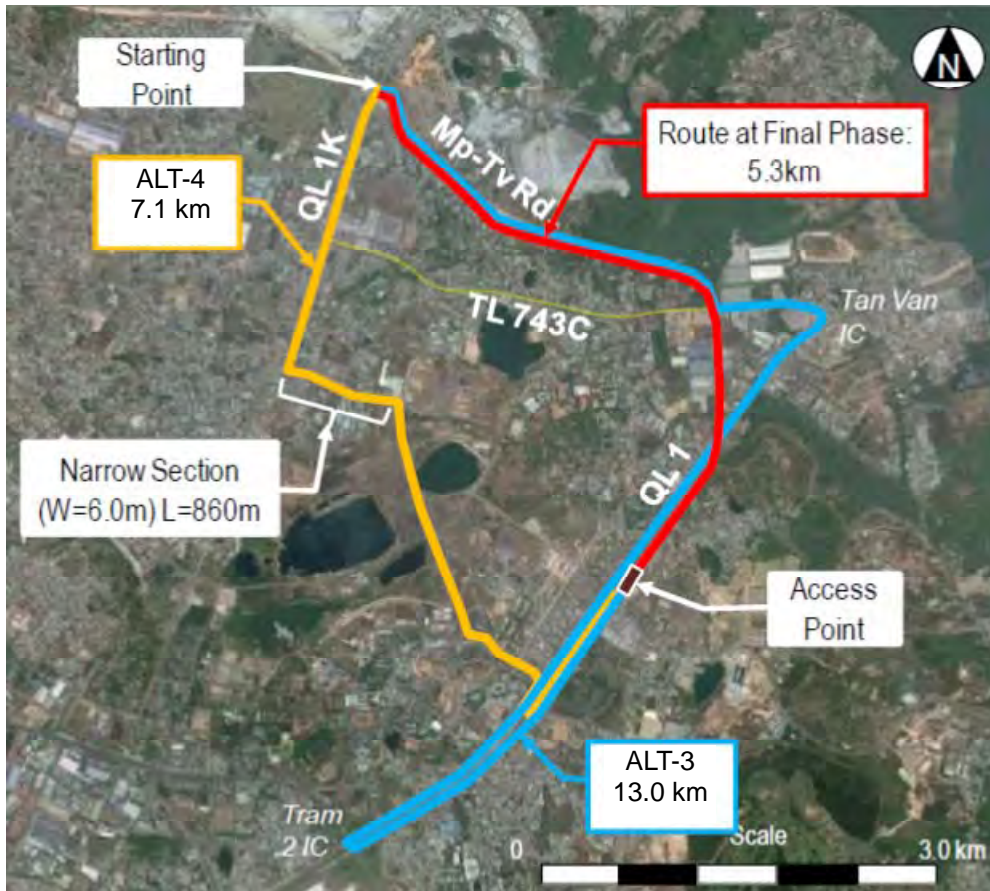 Starting
Point
N
Mp-Tv Rd
Route at Final Phase:
5.3km
ALT-4
7.1 km
QL 1K
TL 743C
Tan Van
IC
Narrow Section
(W=6.0m) L=860m
QL 1
Access
Point
ALT-3
13.0 km
Tram
2 IC
Scale
0
3.0 km